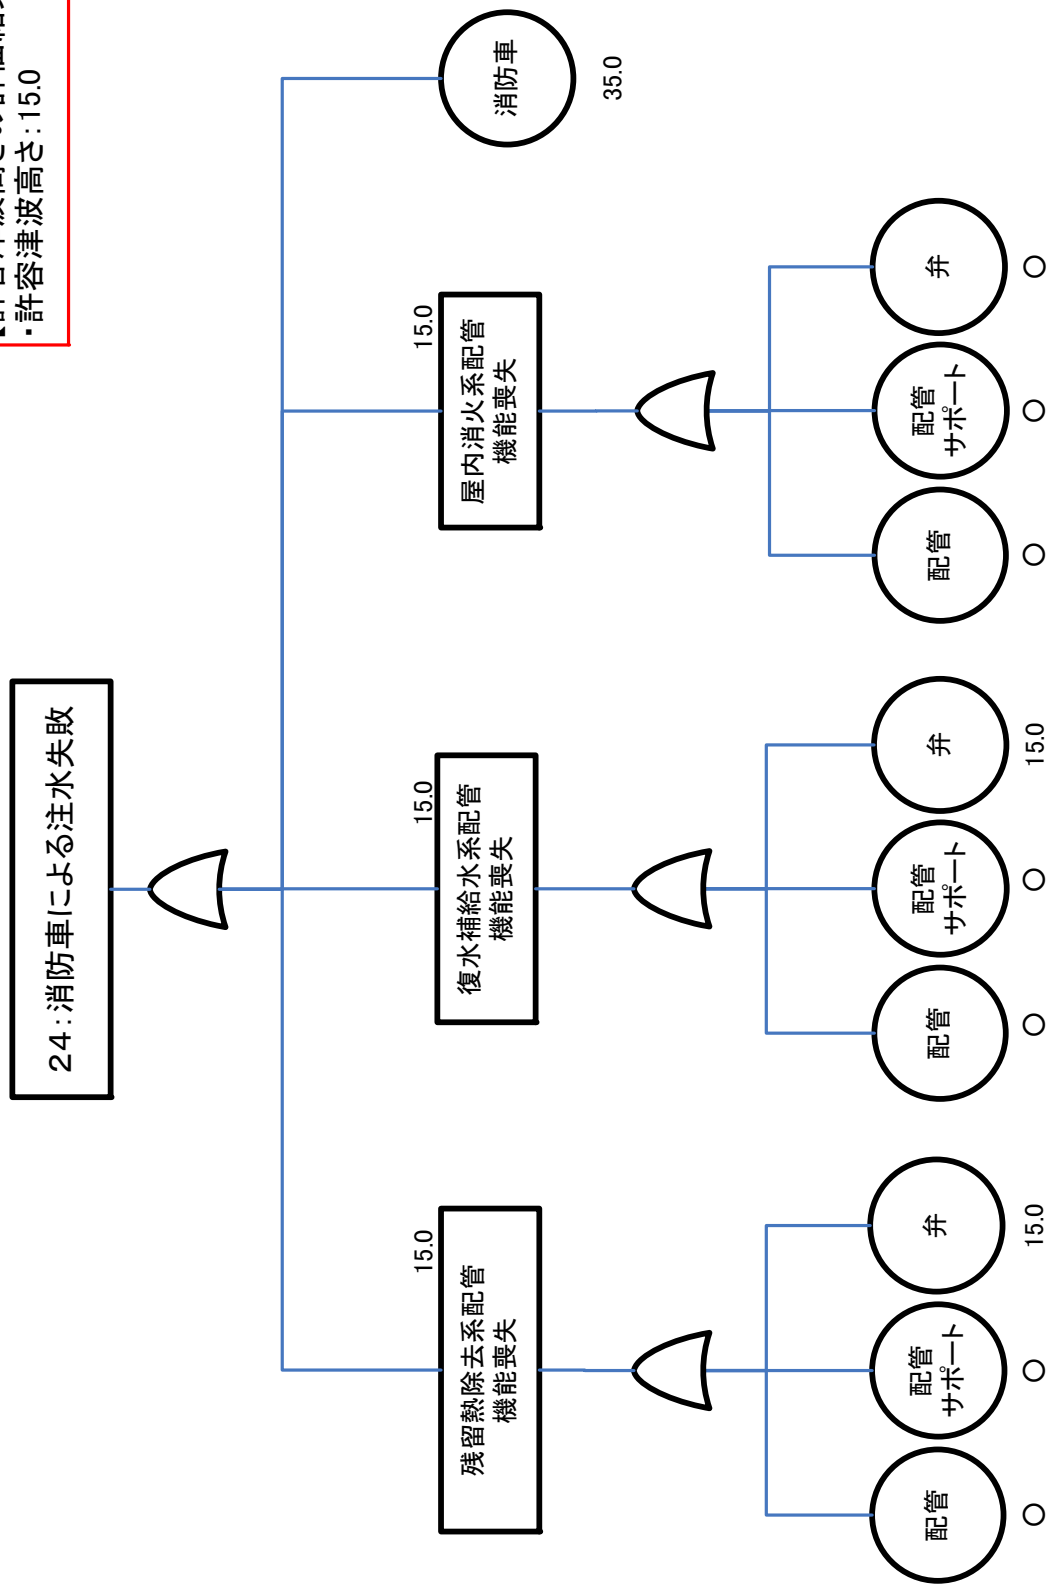 ・許容津波高さ：15.0
24：消防車による注水失敗
15.0
残留熱除去系配管
機能喪失
15.0
復水補給水系配管
機能喪失
15.0
屋内消火系配管
機能喪失
消防車
35.0
配管
○
配管
サポート
○
弁
15.0
配管
○
配管
サポート
○
弁
15.0
配管
○
配管
サポート
○
弁
○